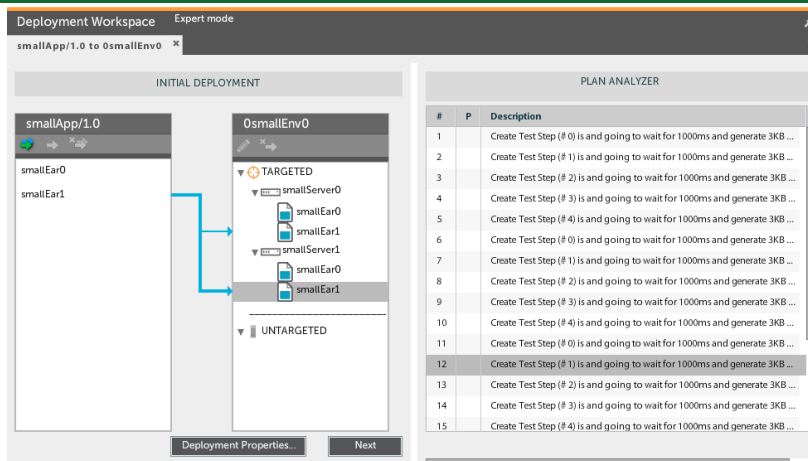 Deployment Workspace Expert mode
smallApp/1.0 to 0smallEnv0 ×
INITIAL DEPLOYMENT
smallApp/1.0
smallEar0
smallEar1
0smallEnv0
TARGETED
smallServer0
smallEar0
smallEar1
smallServer1
smallEar0
smallEar1
UNTARGETED
Deployment Properties... Next
PLAN ANALYZER
# P Description
1 Create Test Step (# 0) is and going to wait for 1000ms and generate 3KB ...
2 Create Test Step (# 1) is and going to wait for 1000ms and generate 3KB ...
3 Create Test Step (# 2) is and going to wait for 1000ms and generate 3KB ...
4 Create Test Step (# 3) is and going to wait for 1000ms and generate 3KB ...
5 Create Test Step (# 4) is and going to wait for 1000ms and generate 3KB ...
6 Create Test Step (# 0) is and going to wait for 1000ms and generate 3KB ...
7 Create Test Step (# 1) is and going to wait for 1000ms and generate 3KB ...
8 Create Test Step (# 2) is and going to wait for 1000ms and generate 3KB ...
9 Create Test Step (# 3) is and going to wait for 1000ms and generate 3KB ...
10 Create Test Step (# 4) is and going to wait for 1000ms and generate 3KB ...
11 Create Test Step (# 0) is and going to wait for 1000ms and generate 3KB ...
12 Create Test Step (# 1) is and going to wait for 1000ms and generate 3KB ...
13 Create Test Step (# 2) is and going to wait for 1000ms and generate 3KB ...
14 Create Test Step (# 3) is and going to wait for 1000ms and generate 3KB ...
15 Create Test Step (# 4) is and going to wait for 1000ms and generate 3KB ...